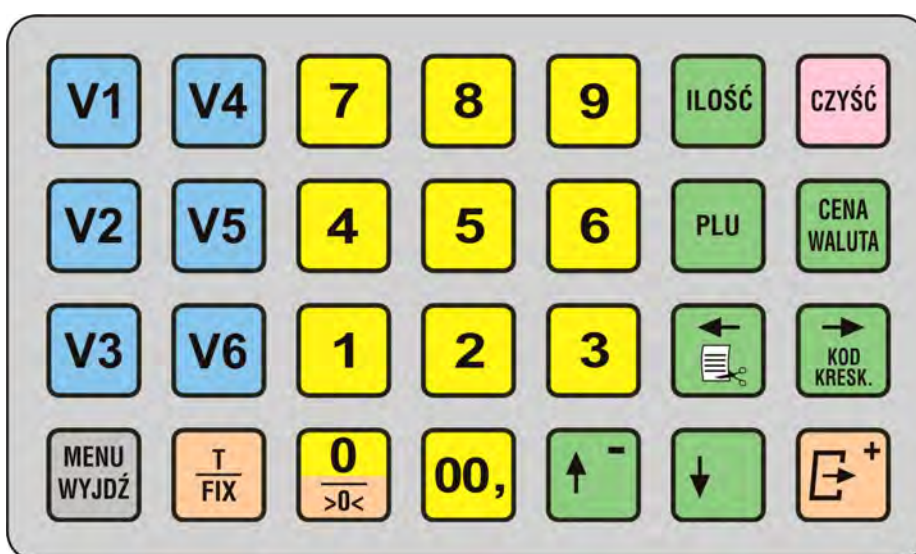 V1 V4 7 8 9 ILOŚĆ CZYŚĆ
V2 V5 4 5 6 PLU CENA WALUTA
V3 V6 1 2 3 KOD KRESK.
MENU WYJDŹ T FIX 0 >0< 00, - +